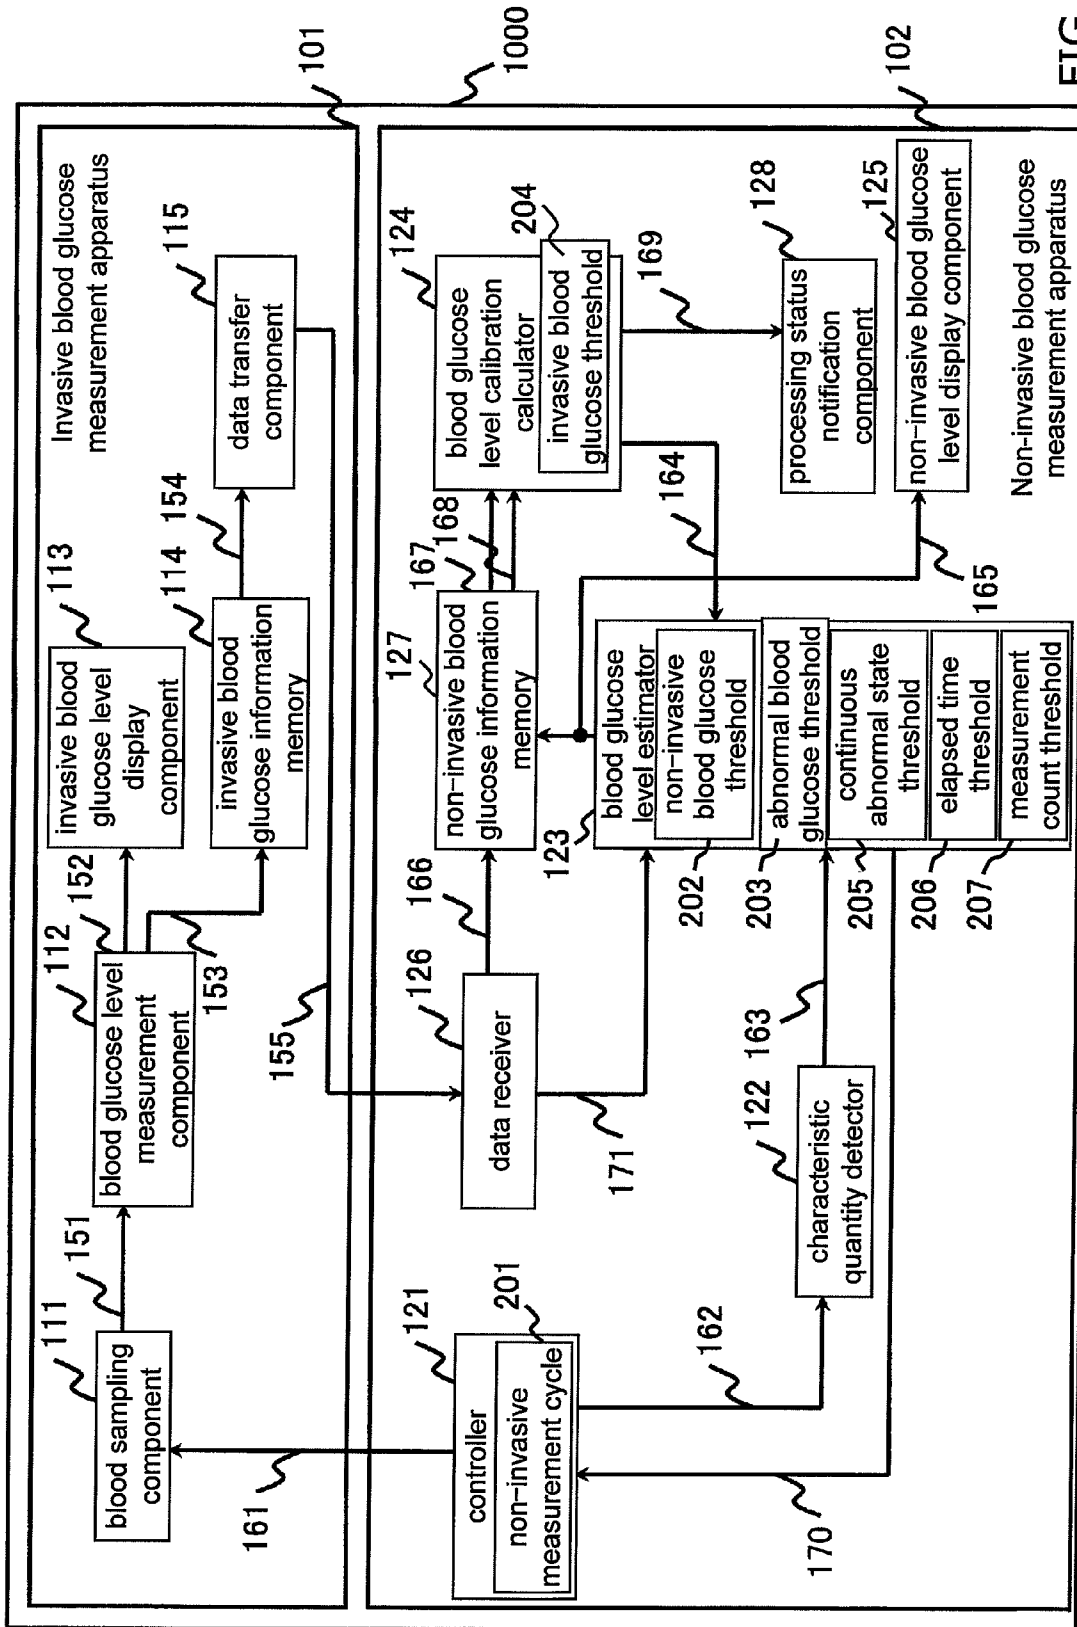 FIG
1000
101
Invasive blood glucose
measurement apparatus
111
blood sampling
component
151
112
blood glucose level
measurement
component
152
153
113
invasive blood
glucose level
display
component
114
invasive blood
glucose information
memory
154
115
data transfer
component
155
161
102
121
controller
201
non-invasive
measurement cycle
162
170
126
data receiver
166
171
122
characteristic
quantity detector
163
127
non-invasive blood
glucose information
memory
167
168
124
blood glucose
level calibration
calculator
204
invasive blood
glucose threshold
169
164
128
processing status
notification
component
125
non-invasive blood glucose
level display component
165
123
blood glucose
level estimator
non-invasive
blood glucose
threshold
202
abnormal blood
glucose threshold
203
continuous
abnormal state
threshold
205
elapsed time
threshold
206
measurement
count threshold
207
Non-invasive blood glucose
measurement apparatus